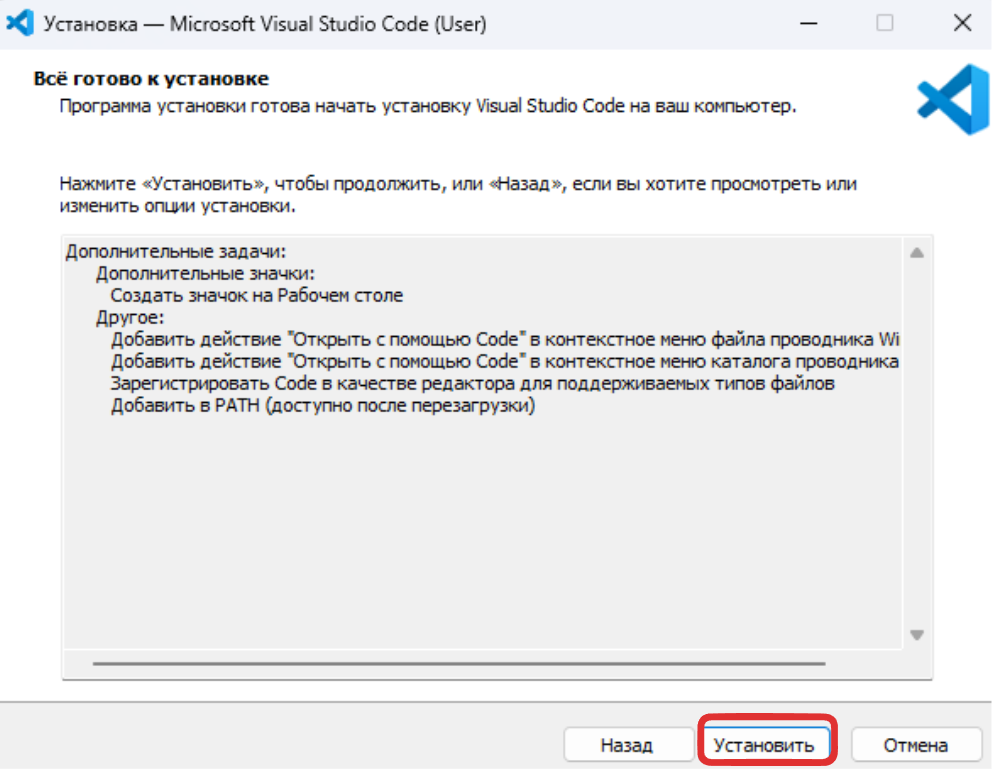 Установка — Microsoft Visual Studio Code (User)
Всё готово к установке
Программа установки готова начать установку Visual Studio Code на ваш компьютер.
Нажмите «Установить», чтобы продолжить, или «Назад», если вы хотите просмотреть или
изменить опции установки.
Дополнительные задачи:
Дополнительные значки:
Создать значок на Рабочем столе
Другое:
Добавить действие "Открыть с помощью Code" в контекстное меню файла проводника Wi
Добавить действие "Открыть с помощью Code" в контекстное меню каталога проводника
Зарегистрировать Code в качестве редактора для поддерживаемых типов файлов
Добавить в PATH (доступно после перезагрузки)
Назад
Установить
Отмена